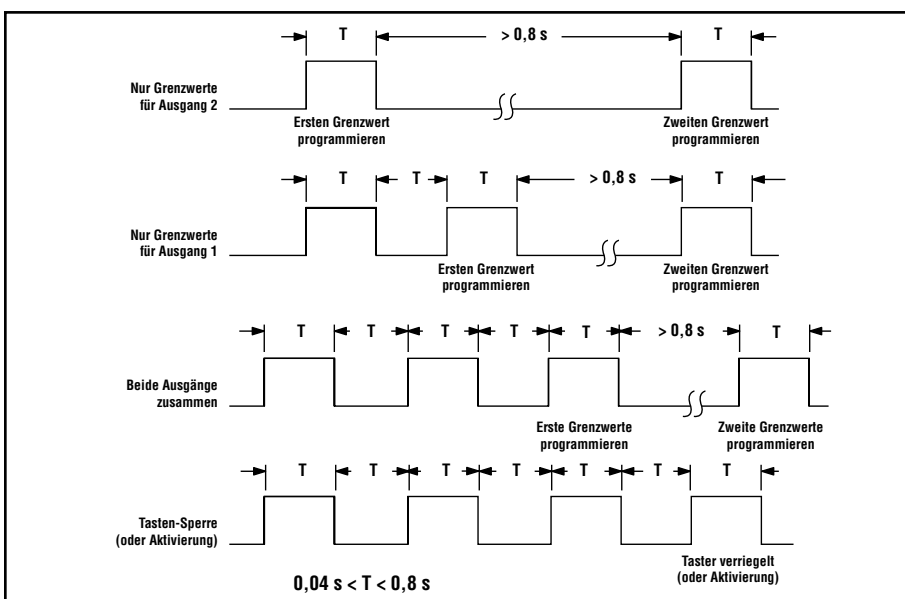 T > 0,8 s T
Nur Grenzwerte
für Ausgang 2
Ersten Grenzwert
programmieren
Zweiten Grenzwert
programmieren
T T T > 0,8 s T
Nur Grenzwerte
für Ausgang 1
Ersten Grenzwert
programmieren
Zweiten Grenzwert
programmieren
T T T T T > 0,8 s T
Beide Ausgänge
zusammen
Erste Grenzwerte
programmieren
Zweite Grenzwerte
programmieren
T T T T T T T
Tasten-Sperre
(oder Aktivierung)
Taster verriegelt
(oder Aktivierung)
0,04 s < T < 0,8 s